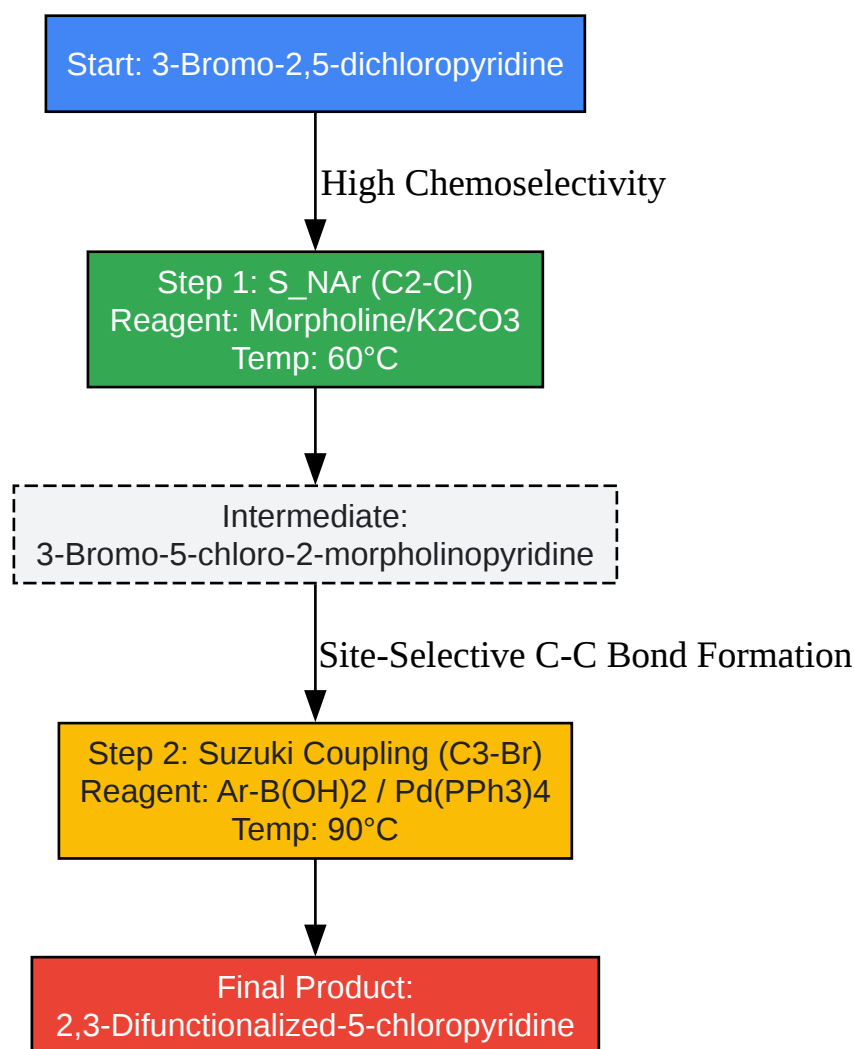 Start: 3-Bromo-2,5-dichloropyridine
High Chemoselectivity
Step 1: S_NAr (C2-Cl)
Reagent: Morpholine/K2CO3
Temp: 60°C
Intermediate:
3-Bromo-5-chloro-2-morpholinopyridine
Site-Selective C-C Bond Formation
Step 2: Suzuki Coupling (C3-Br)
Reagent: Ar-B(OH)2 / Pd(PPh3)4
Temp: 90°C
Final Product:
2,3-Difunctionalized-5-chloropyridine